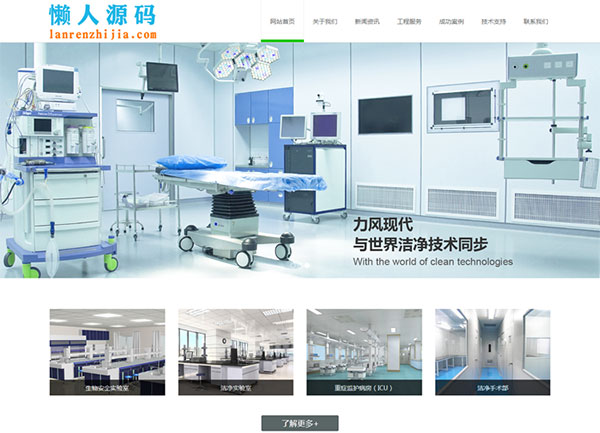 懒人源码
lanrenzhijia.com
网站首页 关于我们 新闻资讯 工程服务 成功案例 技术支持 联系我们
力风现代
与世界洁净技术同步
With the world of clean technologies
生物安全实验室 洁净实验室 重症监护病房（ICU） 洁净手术部
了解更多+